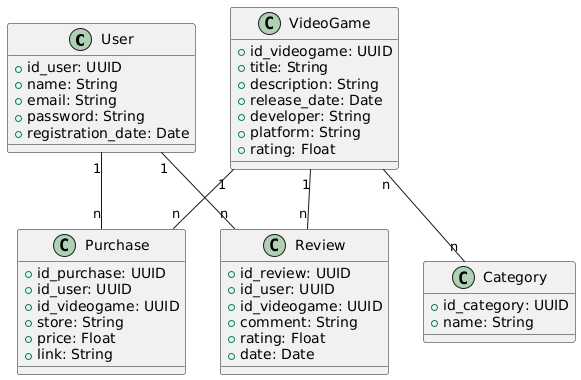 C User
+ id_user: UUID
+ name: String
+ email: String
+ password: String
+ registration_date: Date
C VideoGame
+ id_videogame: UUID
+ title: String
+ description: String
+ release_date: Date
+ developer: String
+ platform: String
+ rating: Float
1 1 1 1 n
n n n n n
C Purchase
+ id_purchase: UUID
+ id_user: UUID
+ id_videogame: UUID
+ store: String
+ price: Float
+ link: String
C Review
+ id_review: UUID
+ id_user: UUID
+ id_videogame: UUID
+ comment: String
+ rating: Float
+ date: Date
C Category
+ id_category: UUID
+ name: String